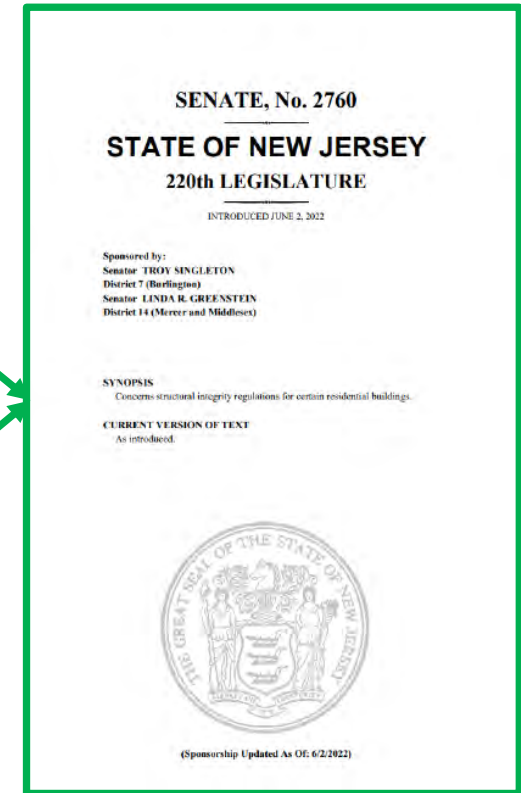 SENATE, No. 2760
STATE OF NEW JERSEY
220th LEGISLATURE
INTRODUCED JUNE 2, 2022
Sponsored by:
Senator TROY SINGLETON
District 7 (Burlington)
Senator LINDA R. GREENSTEIN
District 14 (Mercer and Middlesex)
SYNOPSIS
Concerns structural integrity regulations for certain residential buildings.
CURRENT VERSION OF TEXT
As introduced.
THE GREAT SEAL OF THE STATE OF NEW JERSEY
(Sponsorship Updated As Of: 6/2/2022)